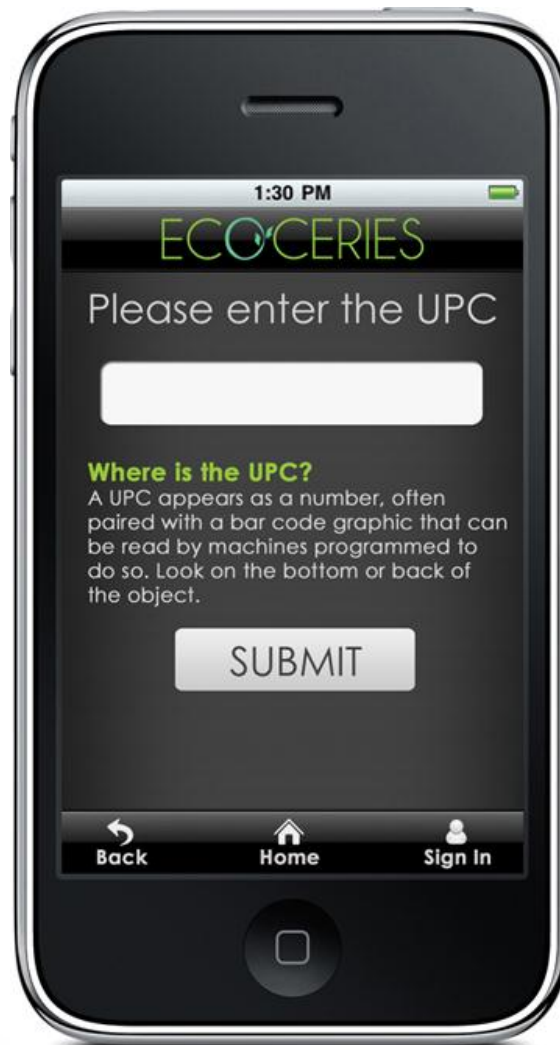 1:30 PM
ECOCERIES
Please enter the UPC
Where is the UPC?
A UPC appears as a number, often
paired with a bar code graphic that can
be read by machines programmed to
do so. Look on the bottom or back of
the object.
SUBMIT
Back Home Sign In